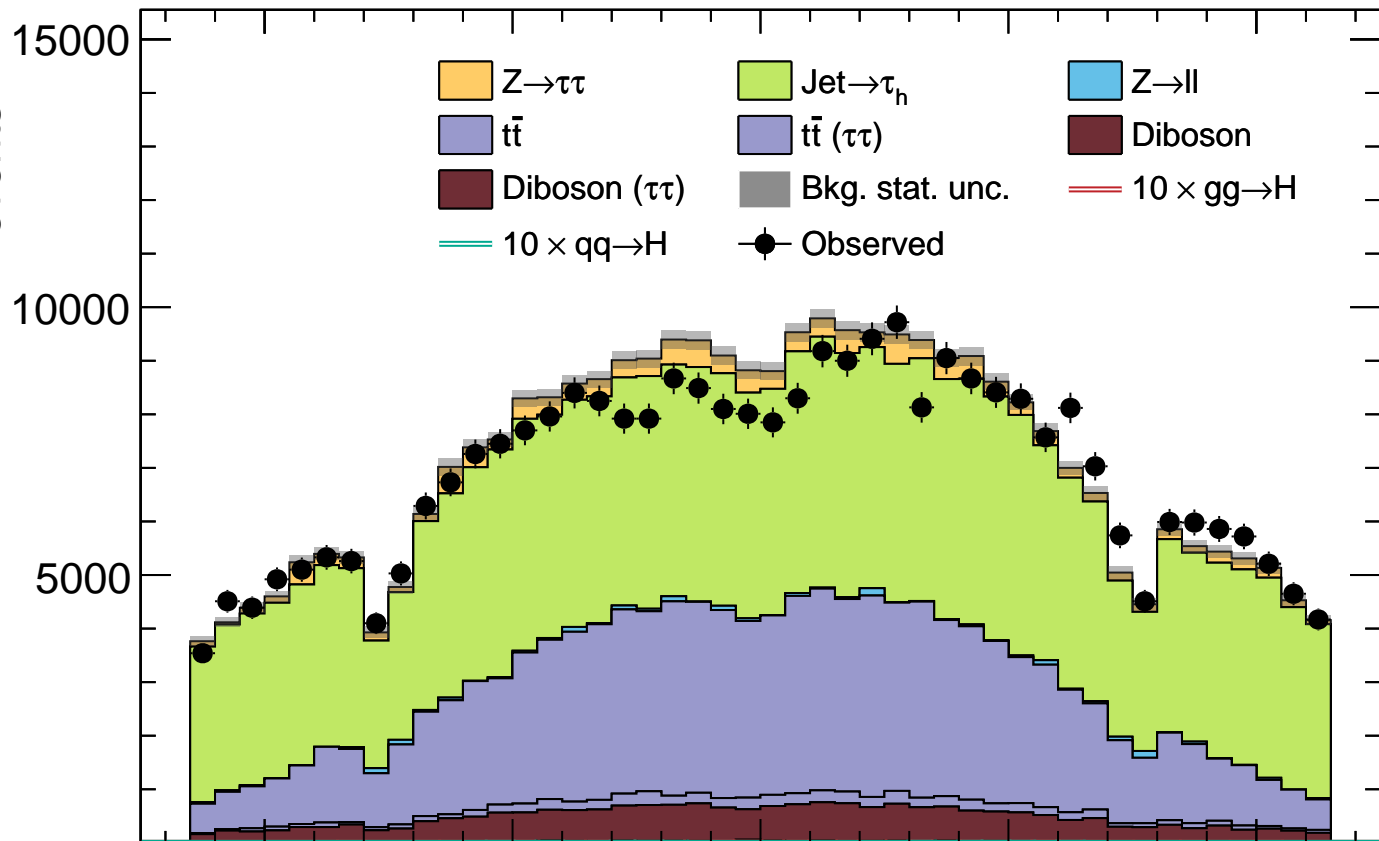 15000
Z→ττ Jet→τh Z→ll
tt̄ tt̄ (ττ) Diboson
Diboson (ττ) Bkg. stat. unc. 10 × gg→H
10 × qq→H Observed
10000
5000